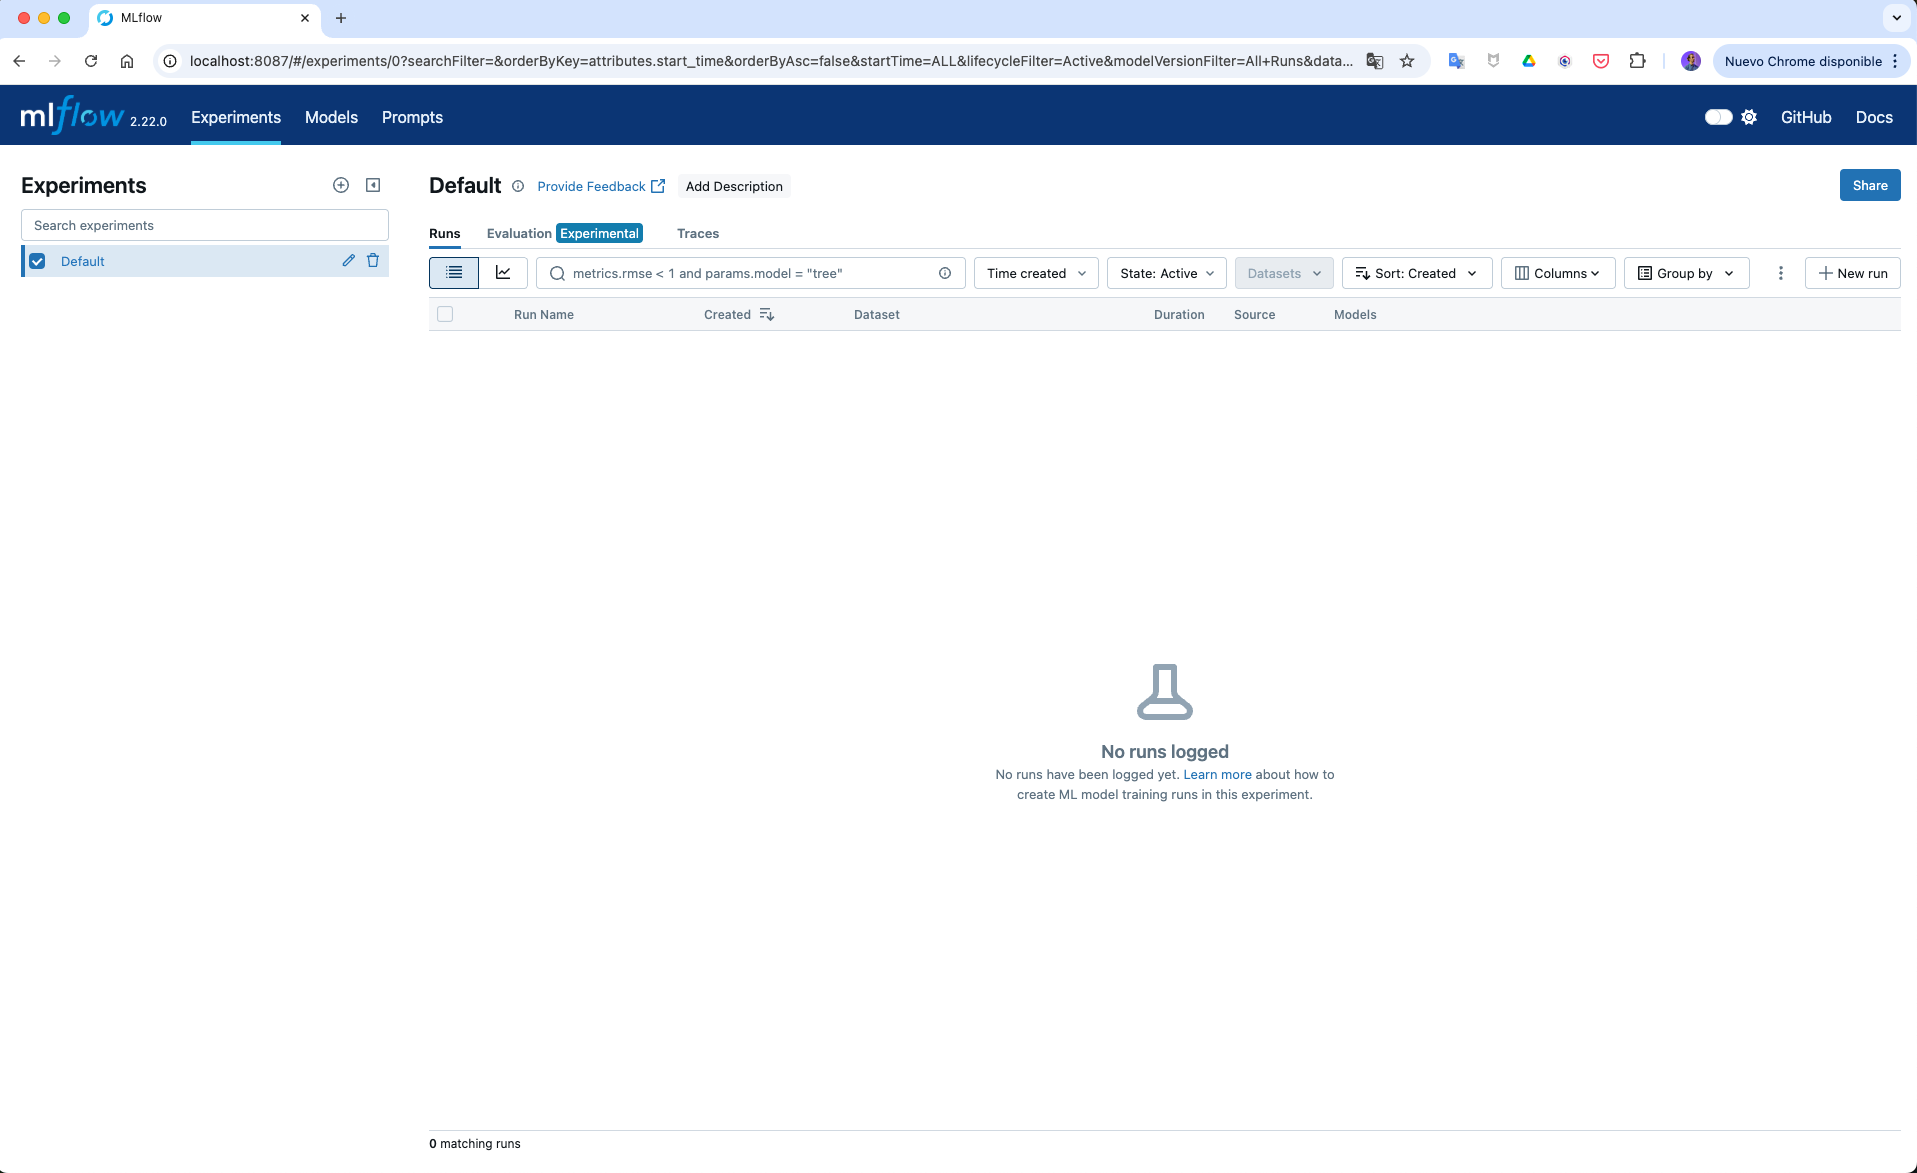 MLflow
localhost:8087/#/experiments/0?searchFilter=&orderByKey=attributes.start_time&orderByAsc=false&startTime=ALL&lifecycleFilter=Active&modelVersionFilter=All+Runs&data...
Nuevo Chrome disponible
mlflow 2.22.0 Experiments Models Prompts GitHub Docs
Experiments
Search experiments
Default
Default Provide Feedback Add Description Share
Runs Evaluation Experimental Traces
metrics.rmse < 1 and params.model = "tree" Time created State: Active Datasets Sort: Created Columns Group by New run
Run Name Created Dataset Duration Source Models
No runs logged
No runs have been logged yet. Learn more about how to
create ML model training runs in this experiment.
0 matching runs